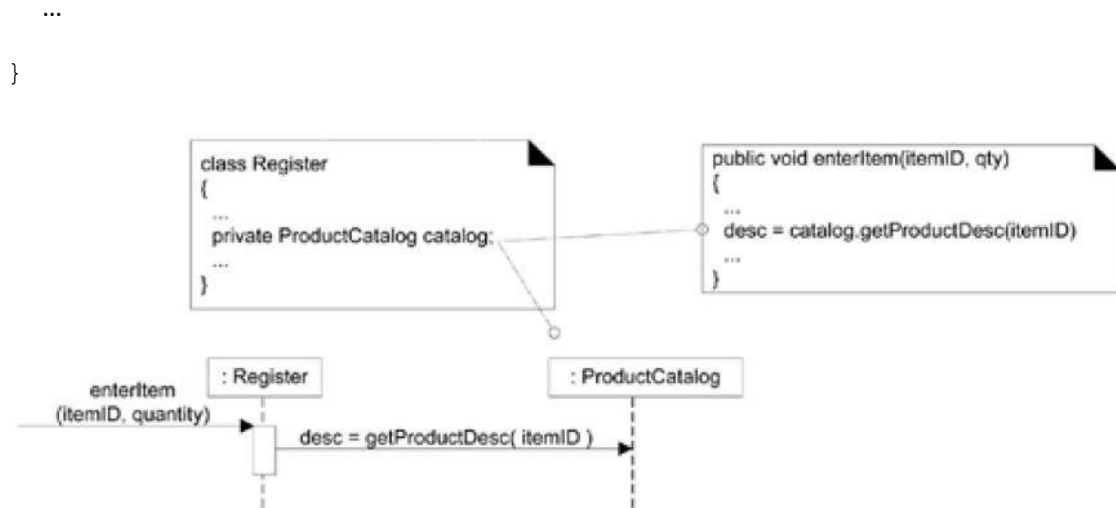 ...
}
class Register
{
...
private ProductCatalog catalog;
...
}
public void enterItem(itemID, qty)
{
...
desc = catalog.getProductDesc(itemID)
...
}
: Register
: ProductCatalog
enterItem
(itemID, quantity)
desc = getProductDesc( itemID )